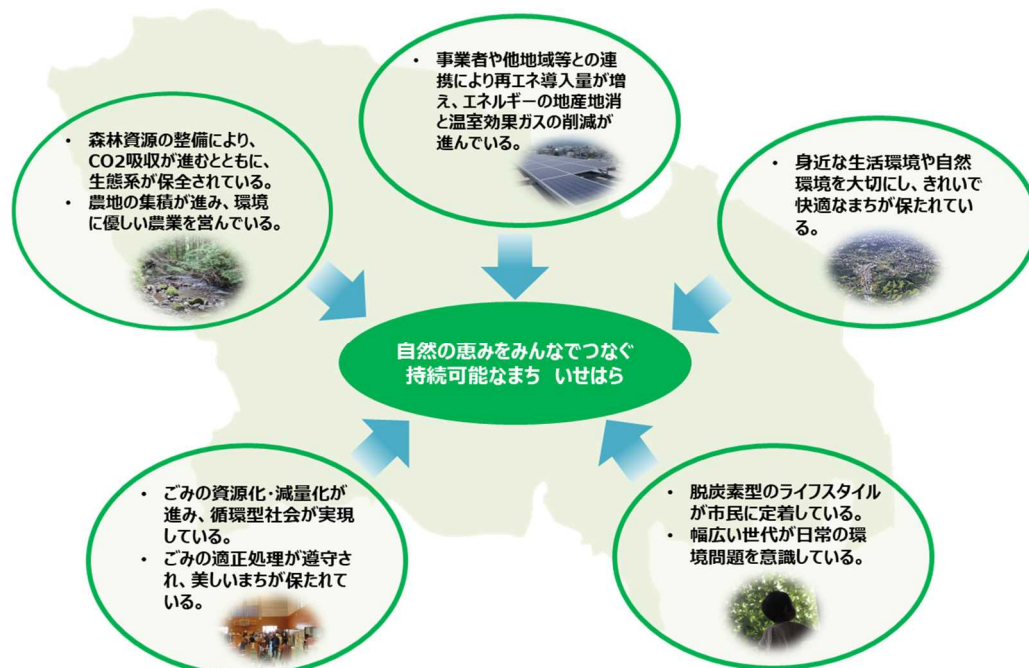 ・ 事業者や他地域等との連
携により再エネ導入量が増
え、エネルギーの地産地消
と温室効果ガスの削減が
進んでいる。
・ 森林資源の整備により、
CO2吸収が進むとともに、
生態系が保全されている。
・ 農地の集積が進み、環境
に優しい農業を営んでいる。
・ 身近な生活環境や自然
環境を大切にし、きれいで
快適なまちが保たれてい
る。
自然の恵みをみんなでつなぐ
持続可能なまち いせはら
・ ごみの資源化・減量化が
進み、循環型社会が実現
している。
・ ごみの適正処理が遵守さ
れ、美しいまちが保たれて
いる。
・ 脱炭素型のライフスタイル
が市民に定着している。
・ 幅広い世代が日常の環
境問題を意識している。